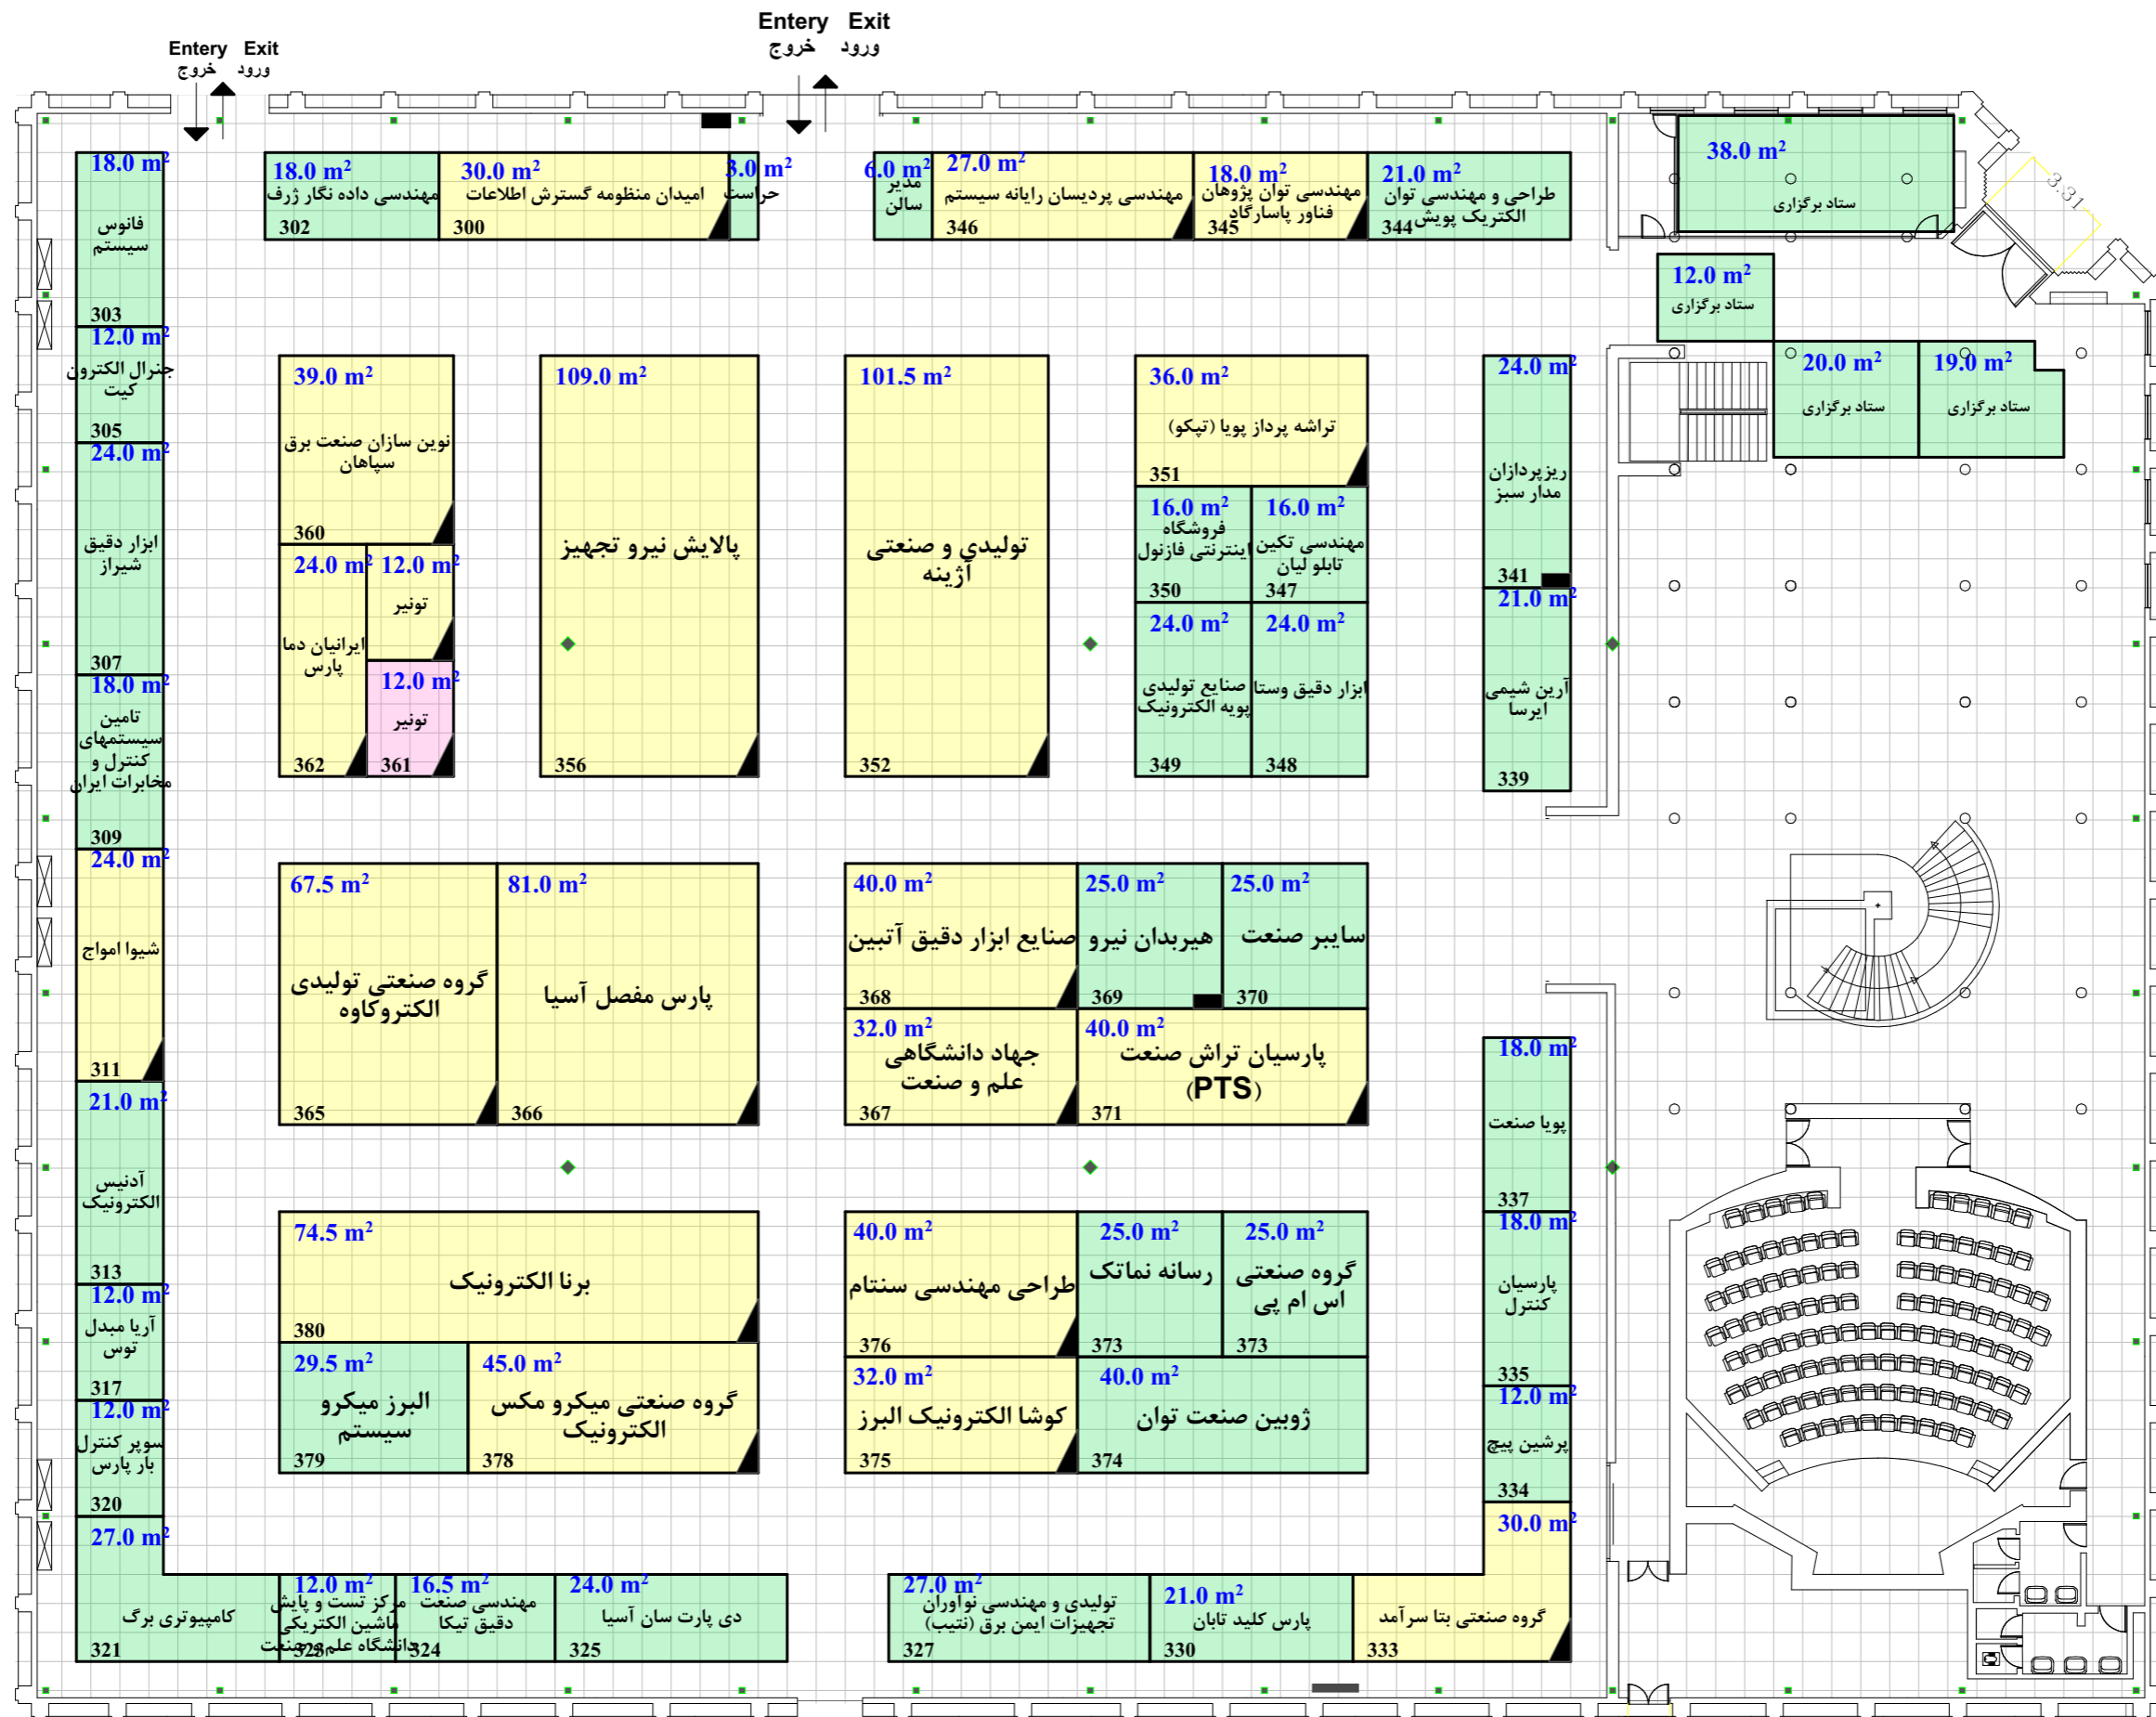 Entery Exit
خروج ورود
Entery Exit
خروج ورود
18.0 m²
فانوس
سیستم
303
18.0 m²
مهندسی داده نگار ژرف
302
30.0 m²
امیدان منظومه گسترش اطلاعات
300
3.0 m²
حراست
6.0 m²
مدیر
سالن
27.0 m²
مهندسی پردیسان رایانه سیستم
346
18.0 m²
مهندسی توان پژوهان
فناور پاسارگاد
345
21.0 m²
طراحی و مهندسی توان
الکتریک پویش
344
38.0 m²
ستاد برگزاری
3.31
12.0 m²
ستاد برگزاری
20.0 m²
ستاد برگزاری
19.0 m²
ستاد برگزاری
12.0 m²
جنرال الکترون
کیت
305
24.0 m²
ابزار دقیق
شیراز
307
18.0 m²
تامین
سیستمهای
کنترل و
مخابرات ایران
309
39.0 m²
نوین سازان صنعت برق
سپاهان
360
24.0 m²
ایرانیان دما
پارس
362
12.0 m²
تونیر
12.0 m²
تونیر
361
109.0 m²
پالایش نیرو تجهیز
356
101.5 m²
تولیدی و صنعتی
آژینه
352
36.0 m²
تراشه پرداز پویا (تپکو)
351
16.0 m²
فروشگاه
اینترنتی فازنول
350
16.0 m²
مهندسی تکین
تابلو لیان
347
24.0 m²
صنایع تولیدی
پویه الکترونیک
349
24.0 m²
ابزار دقیق وستا
348
24.0 m²
ریزپردازان
مدار سبز
341
21.0 m²
آرین شیمی
ایرسا
339
24.0 m²
شیوا امواج
311
67.5 m²
گروه صنعتی تولیدی
الکتروکاوه
365
81.0 m²
پارس مفصل آسیا
366
40.0 m²
صنایع ابزار دقیق آتبین
368
25.0 m²
هیربدان نیرو
369
25.0 m²
سایبر صنعت
370
32.0 m²
جهاد دانشگاهی
علم و صنعت
367
40.0 m²
پارسیان تراش صنعت
(PTS)
371
18.0 m²
پویا صنعت
337
21.0 m²
آدنیس
الکترونیک
313
12.0 m²
آریا مبدل
توس
317
12.0 m²
سوپر کنترل
بار پارس
320
74.5 m²
برنا الکترونیک
380
29.5 m²
البرز میکرو
سیستم
379
45.0 m²
گروه صنعتی میکرو مکس
الکترونیک
378
40.0 m²
طراحی مهندسی سنتام
376
25.0 m²
رسانه نماتک
373
25.0 m²
گروه صنعتی
اس ام پی
373
32.0 m²
کوشا الکترونیک البرز
375
40.0 m²
ژوبین صنعت توان
374
18.0 m²
پارسیان
کنترل
335
12.0 m²
پرشین پیچ
334
27.0 m²
کامپیوتری برگ
321
12.0 m²
مرکز تست و پایش
ماشین الکتریکی
دانشگاه علم و صنعت
323
16.5 m²
مهندسی صنعت
دقیق تیکا
324
24.0 m²
دی پارت سان آسیا
325
27.0 m²
تولیدی و مهندسی نوآوران
تجهیزات ایمن برق (نتیب)
327
21.0 m²
پارس کلید تابان
330
30.0 m²
گروه صنعتی بتا سرآمد
333